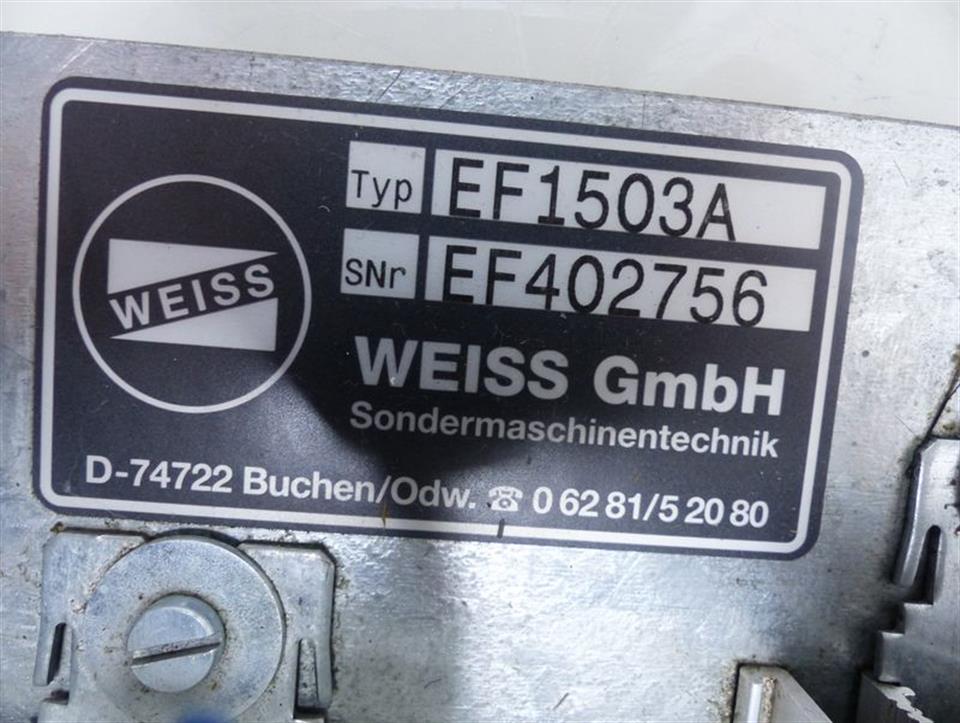 WEISS
Typ EF1503A
SNr EF402756
WEISS GmbH
Sondermaschinentechnik
D-74722 Buchen/Odw. ☎ 0 62 81/5 20 80